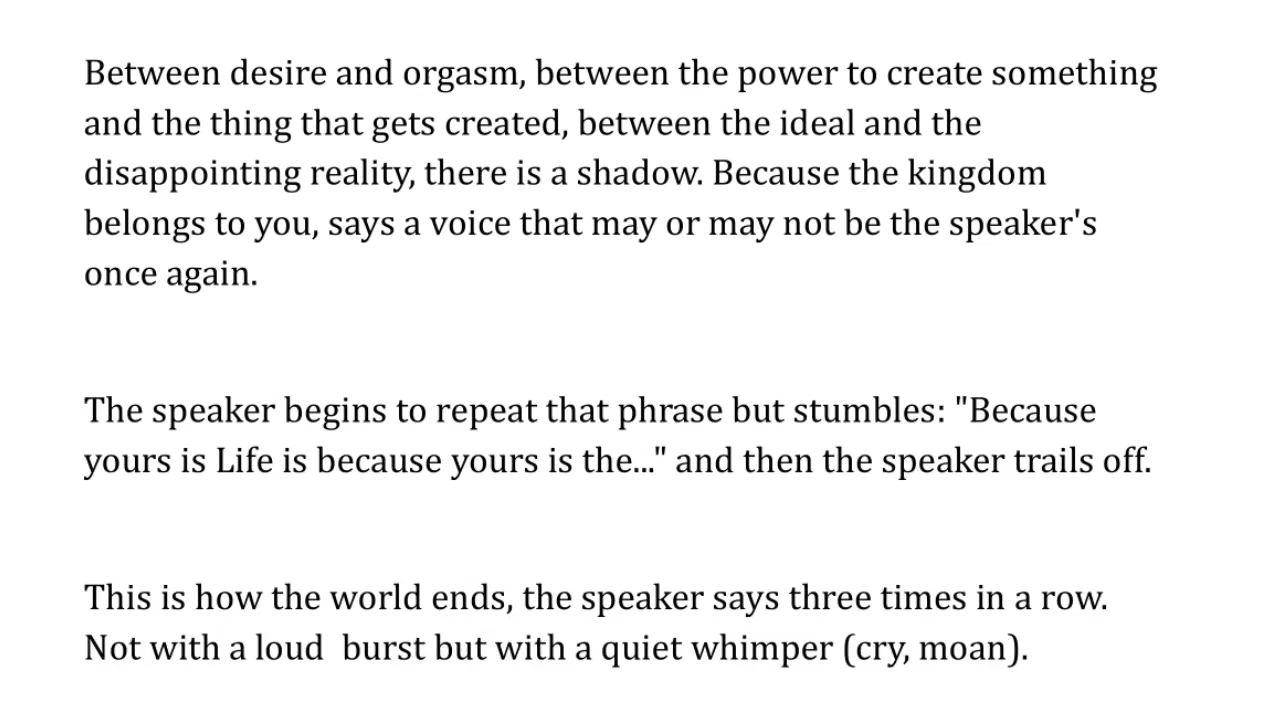 Between desire and orgasm, between the power to create something
and the thing that gets created, between the ideal and the
disappointing reality, there is a shadow. Because the kingdom
belongs to you, says a voice that may or may not be the speaker's
once again.
The speaker begins to repeat that phrase but stumbles: "Because
yours is Life is because yours is the..." and then the speaker trails off.
This is how the world ends, the speaker says three times in a row.
Not with a loud  burst but with a quiet whimper (cry, moan).